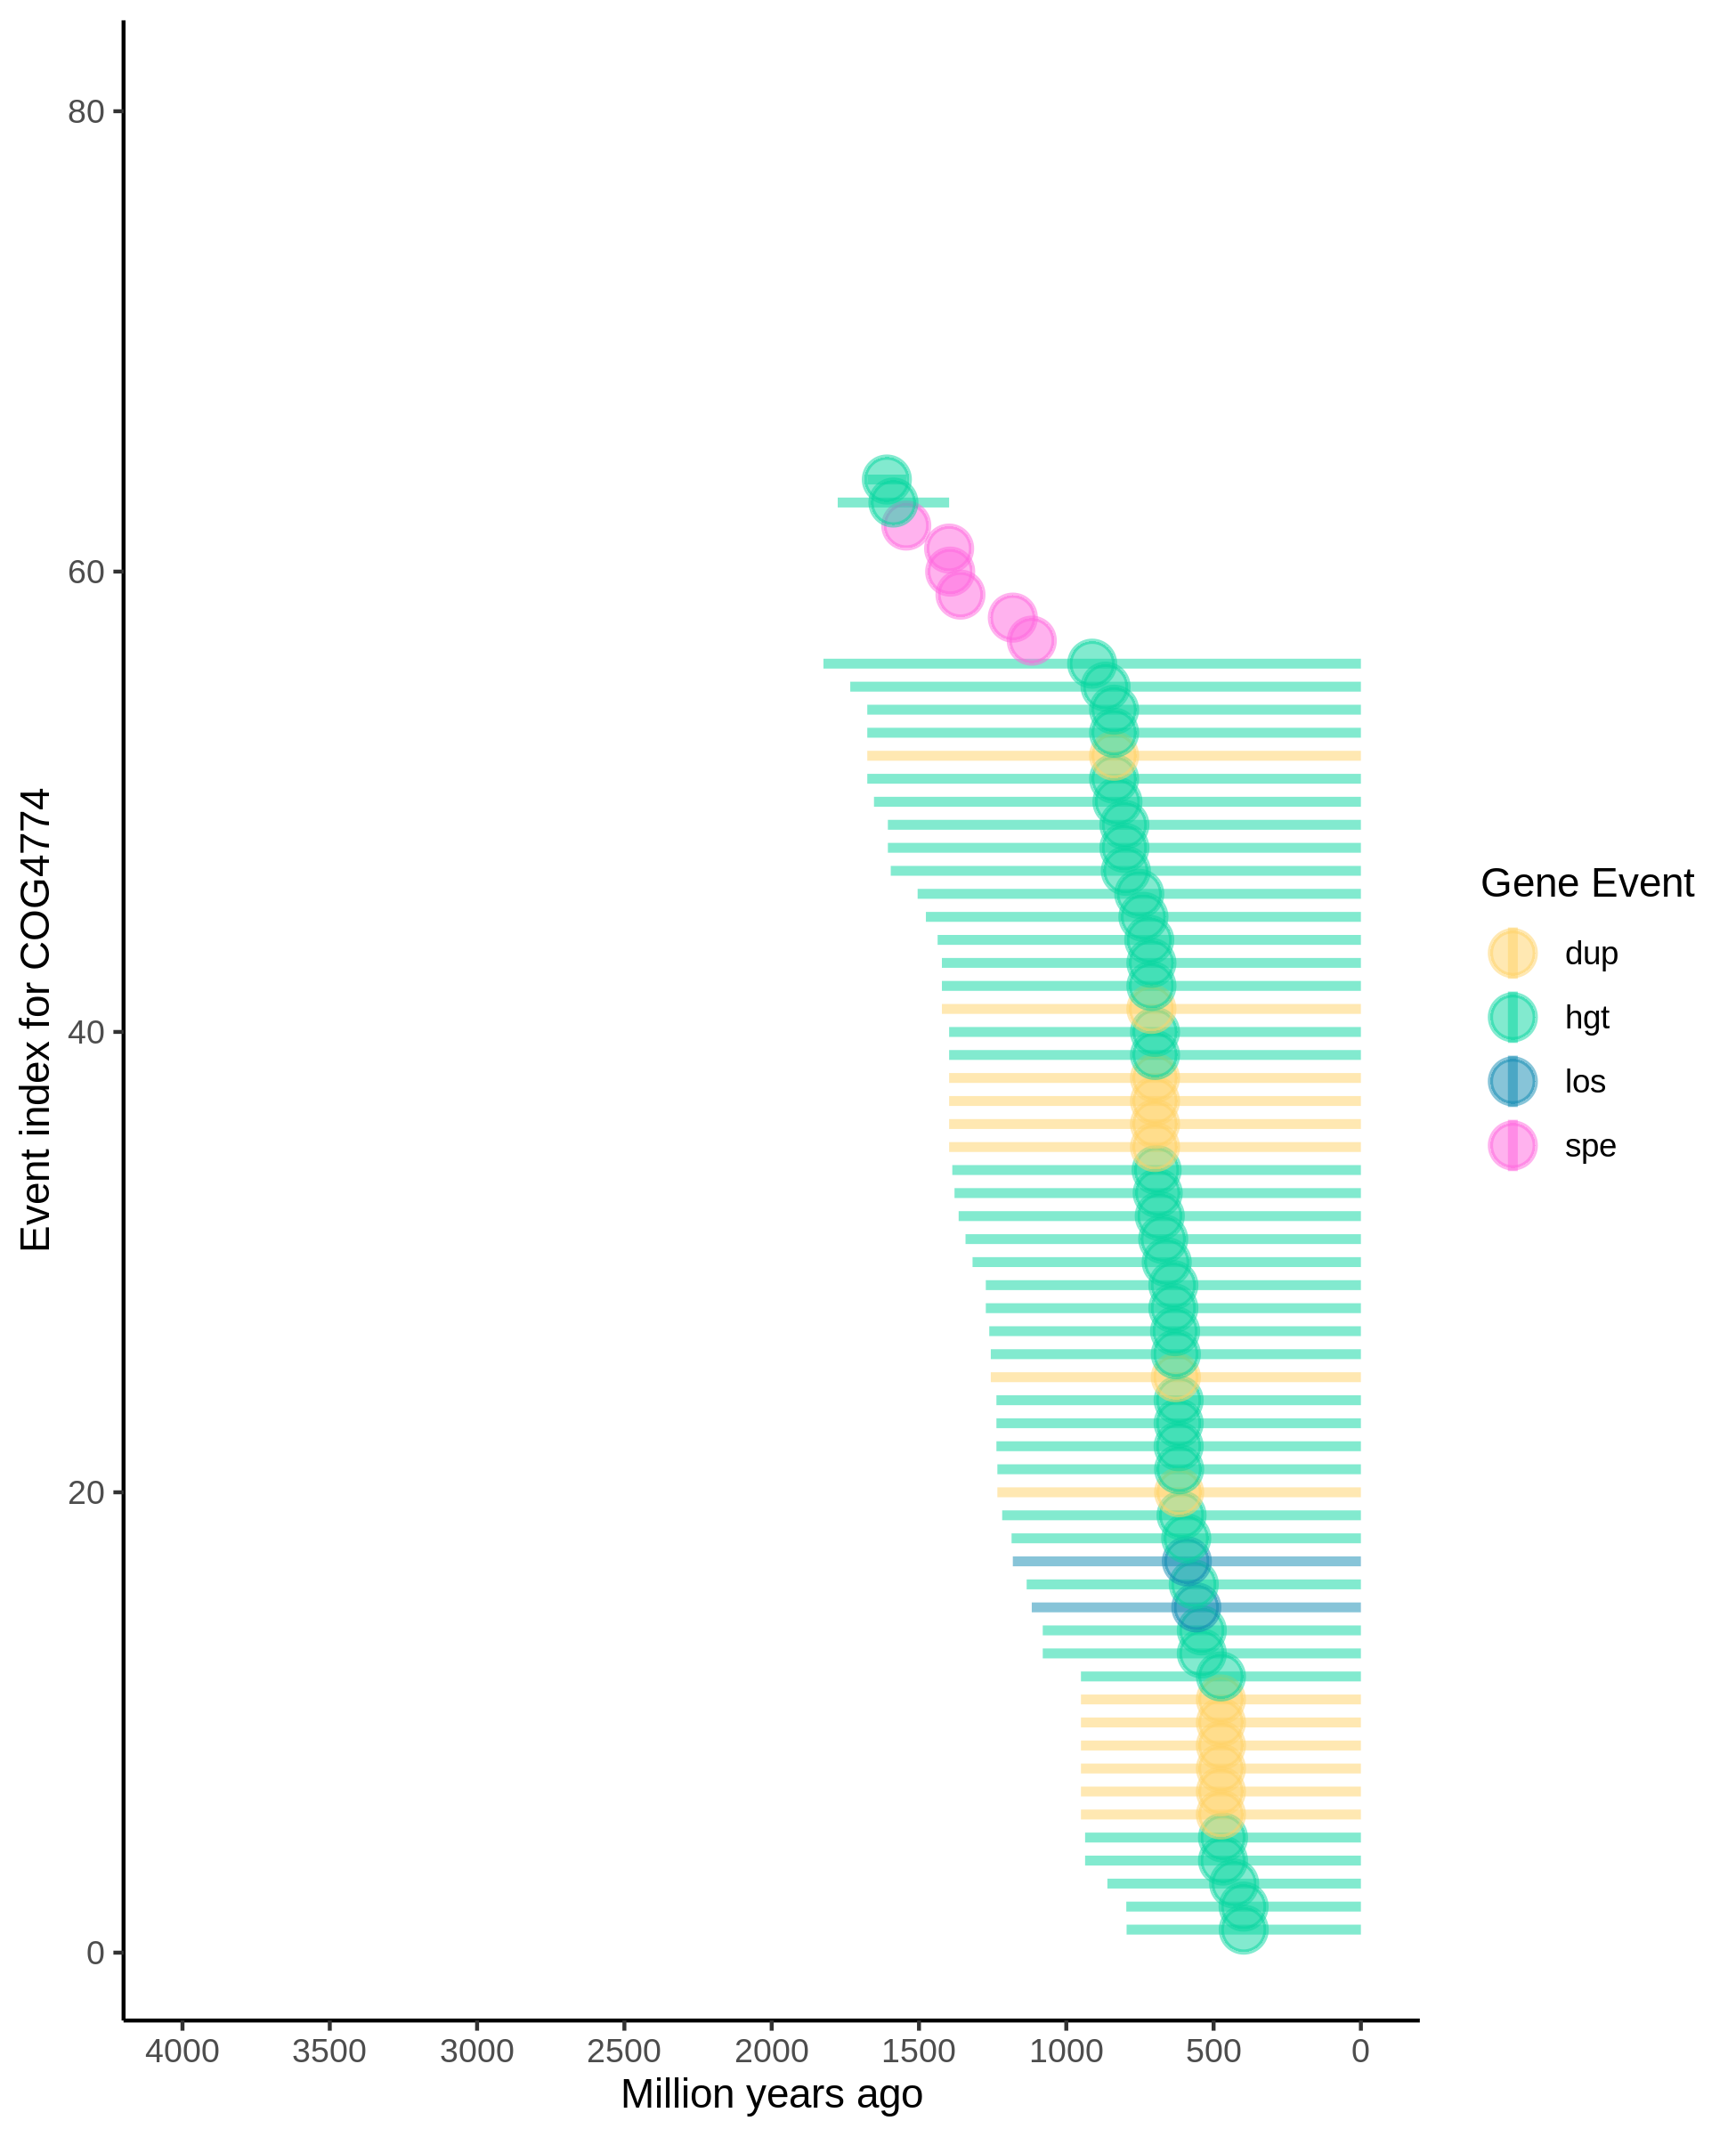 80
60
40
20
0
Event index for COG4774
4000 3500 3000 2500 2000 1500 1000 500 0
Million years ago
Gene Event
dup
hgt
los
spe